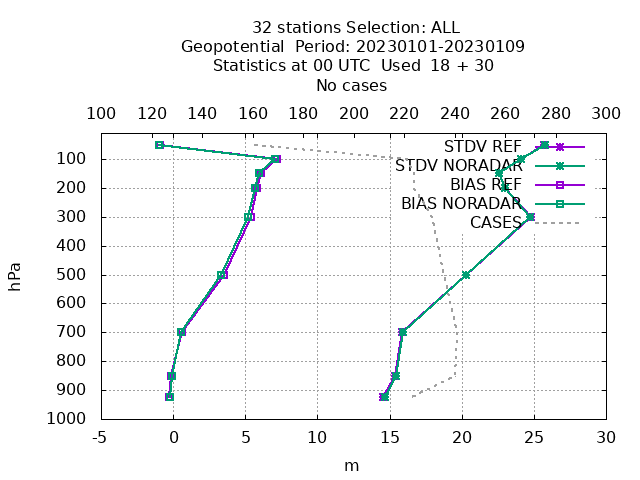 32 stations Selection: ALL
Geopotential  Period: 20230101-20230109
Statistics at 00 UTC  Used  18 + 30
No cases
100 120 140 160 180 200 220 240 260 280 300
STDV REF
STDV NORADAR
BIAS REF
BIAS NORADAR
CASES
100
200
300
400
500
600
700
800
900
1000
hPa
-5 0 5 10 15 20 25 30
m